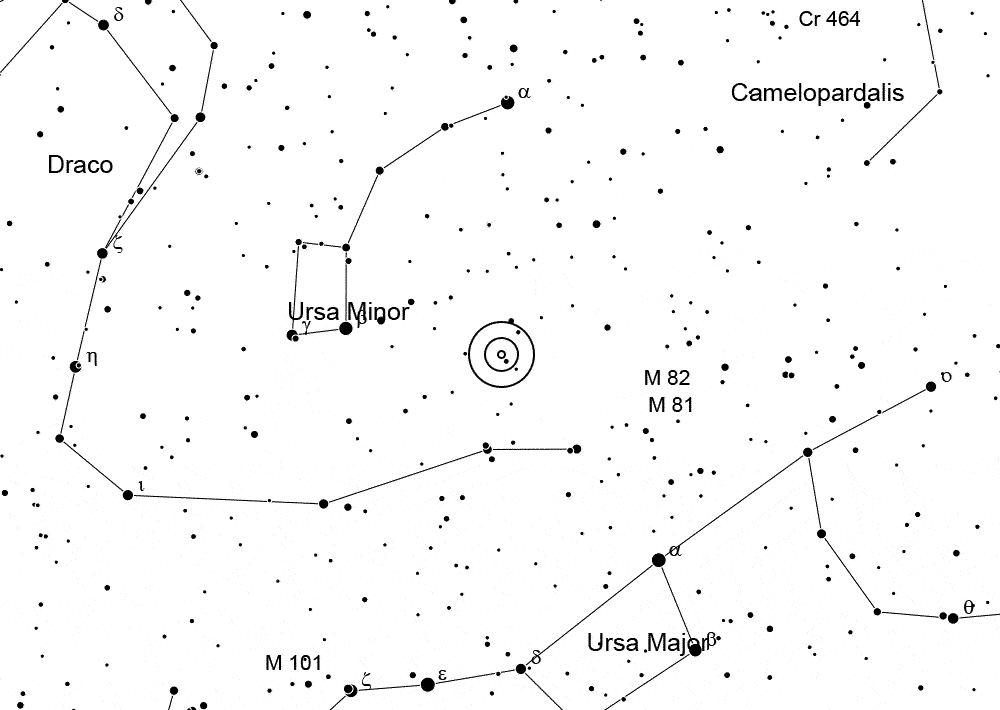 δ
Cr 464
α
Camelopardalis
Draco
ζ
Ursa Minor
γ
β
η
M 82
ο
M 81
ι
α
θ
Ursa Major
β
δ
M 101
ζ
ε